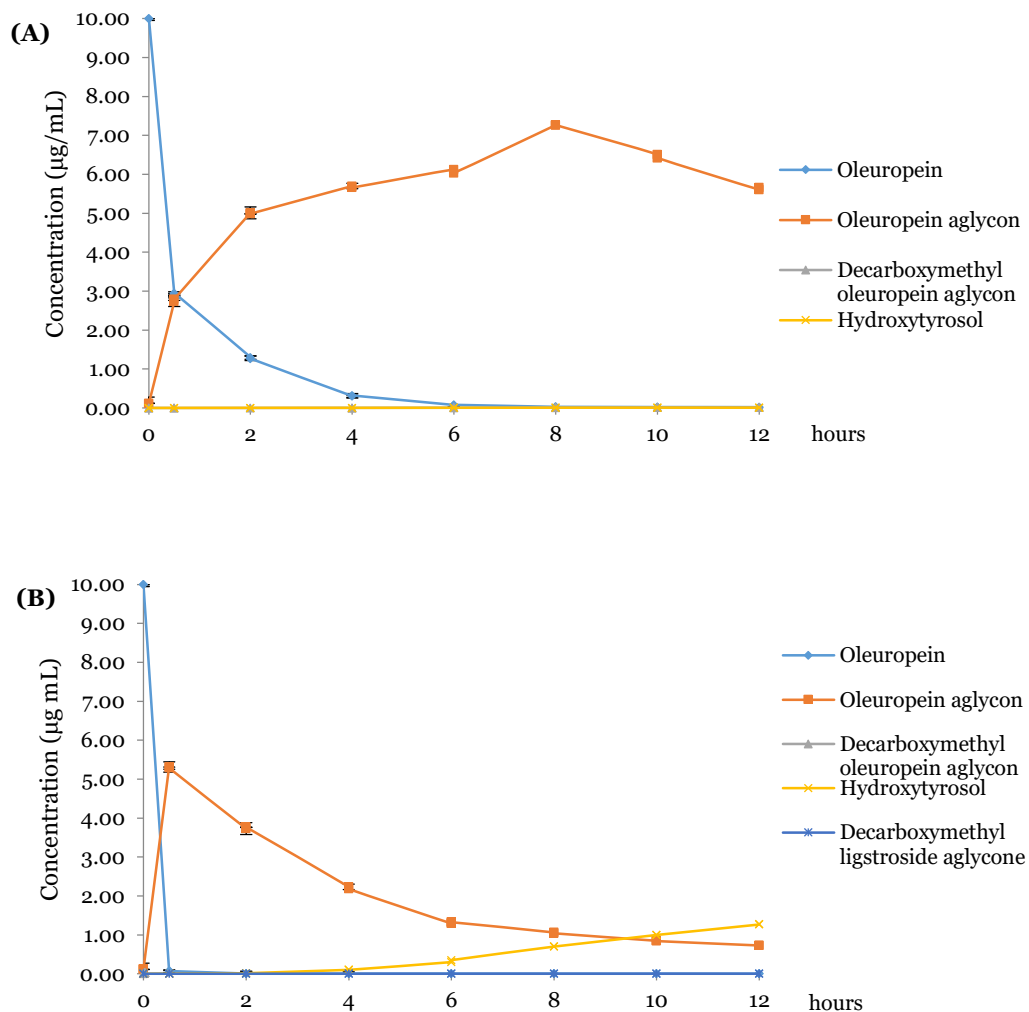 (A)
Concentration (µg/mL)
10.00
9.00
8.00
7.00
6.00
5.00
4.00
3.00
2.00
1.00
0.00
0 2 4 6 8 10 12 hours
Oleuropein
Oleuropein aglycon
Decarboxymethyl
oleuropein aglycon
Hydroxytyrosol
(B)
Concentration (µg mL)
10.00
9.00
8.00
7.00
6.00
5.00
4.00
3.00
2.00
1.00
0.00
0 2 4 6 8 10 12 hours
Oleuropein
Oleuropein aglycon
Decarboxymethyl
oleuropein aglycon
Hydroxytyrosol
Decarboxymethyl
ligstroside aglycone